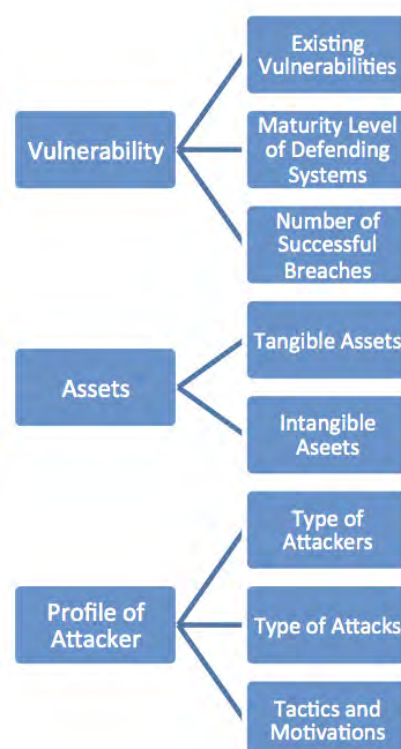 Existing
Vulnerabilities
Vulnerability
Maturity Level
of Defending
Systems
Number of
Successful
Breaches
Tangible Assets
Assets
Intangible
Aseets
Type of
Attackers
Profile of
Attacker
Type of Attacks
Tactics and
Motivations